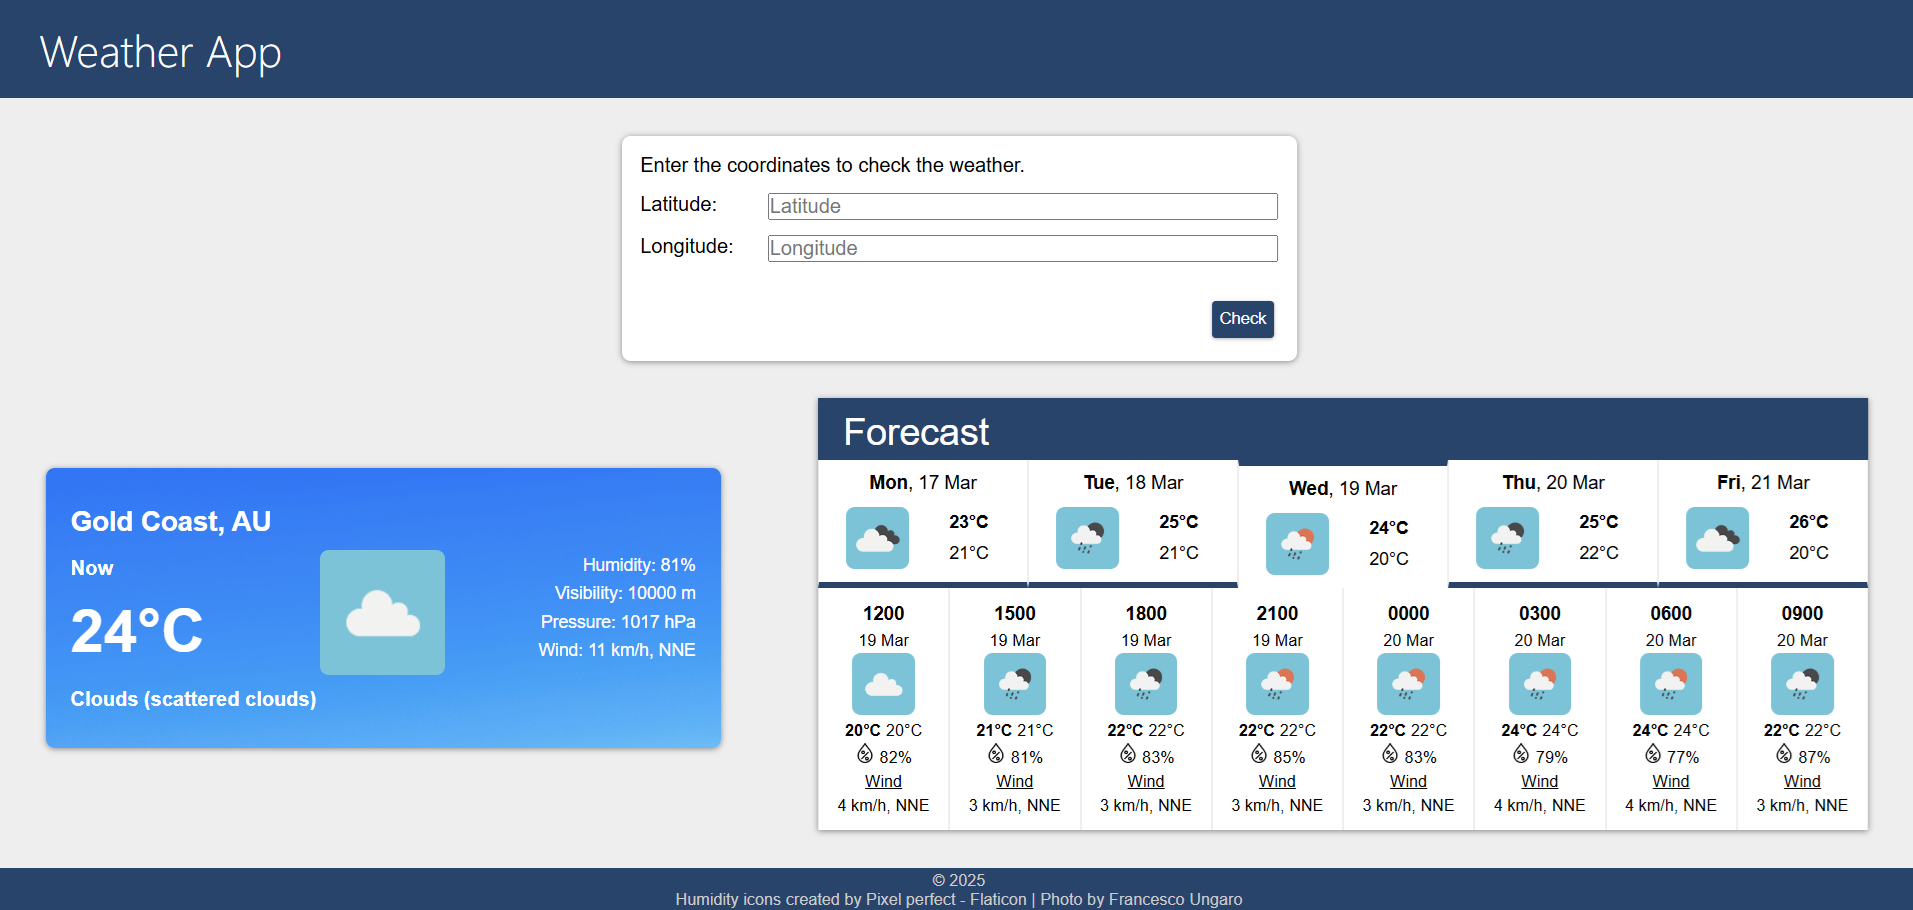 Weather App
Enter the coordinates to check the weather.
Latitude: Latitude
Longitude: Longitude
Check
Gold Coast, AU
Now
24°C
Clouds (scattered clouds)
Humidity: 81%
Visibility: 10000 m
Pressure: 1017 hPa
Wind: 11 km/h, NNE
Forecast
Mon, 17 Mar
23°C
21°C
Tue, 18 Mar
25°C
21°C
Wed, 19 Mar
24°C
20°C
Thu, 20 Mar
25°C
22°C
Fri, 21 Mar
26°C
20°C
1200
19 Mar
20°C 20°C
82%
Wind
4 km/h, NNE
1500
19 Mar
21°C 21°C
81%
Wind
3 km/h, NNE
1800
19 Mar
22°C 22°C
83%
Wind
3 km/h, NNE
2100
19 Mar
22°C 22°C
85%
Wind
3 km/h, NNE
0000
20 Mar
22°C 22°C
83%
Wind
3 km/h, NNE
0300
20 Mar
24°C 24°C
79%
Wind
4 km/h, NNE
0600
20 Mar
24°C 24°C
77%
Wind
4 km/h, NNE
0900
20 Mar
22°C 22°C
87%
Wind
3 km/h, NNE
© 2025
Humidity icons created by Pixel perfect - Flaticon | Photo by Francesco Ungaro